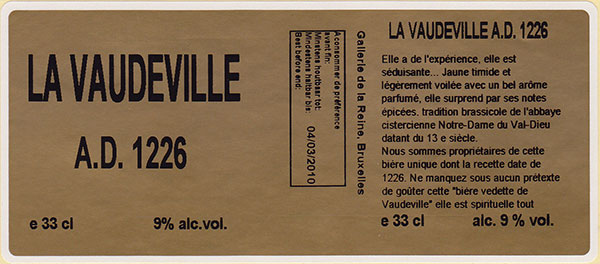 LA VAUDEVILLE
A.D. 1226
e 33 cl
9% alc.vol.
A consommer de préférence
avant fin:
Minstens houtbaar tot:
Mindestens haltbar bis:
Best before end:
04/03/2010
Gallerie de la Reine, Bruxelles
LA VAUDEVILLE A.D. 1226
Elle a de l'expérience, elle est
séduisante... Jaune timide et
légèrement voilée avec un bel arôme
parfumé, elle surprend par ses notes
épicées. tradition brassicole de l'abbaye
cistercienne Notre-Dame du Val-Dieu
datant du 13 e siècle.
Nous sommes propriétaires de cette
bière unique dont la recette date de
1226. Ne manquez sous aucun prétexte
de goûter cette "bière vedette de
Vaudeville" elle est spirituelle tout
e 33 cl
alc. 9 % vol.